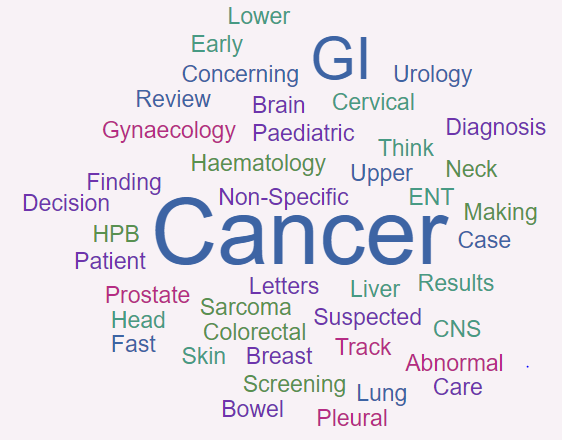 Lower
Early
GI
Concerning
Urology
Review
Brain
Cervical
Gynaecology
Paediatric
Diagnosis
Think
Haematology
Upper
Neck
Finding
Decision
Non-Specific
ENT
Making
Cancer
HPB
Case
Patient
Letters
Liver
Results
Prostate
Sarcoma
Suspected
Head
Colorectal
CNS
Fast
Skin
Breast
Track
Abnormal
Screening
Lung
Care
Bowel
Pleural